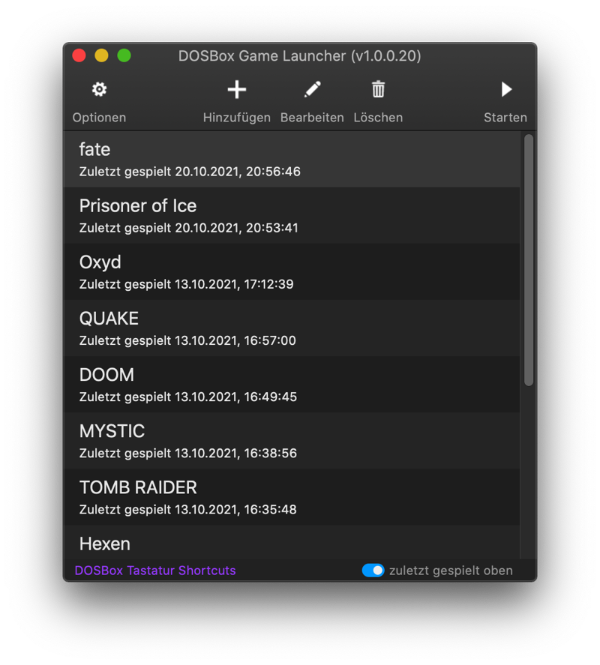 DOSBox Game Launcher (v1.0.0.20)
Optionen Hinzufügen Bearbeiten Löschen Starten
fate
Zuletzt gespielt 20.10.2021, 20:56:46
Prisoner of Ice
Zuletzt gespielt 20.10.2021, 20:53:41
Oxyd
Zuletzt gespielt 13.10.2021, 17:12:39
QUAKE
Zuletzt gespielt 13.10.2021, 16:57:00
DOOM
Zuletzt gespielt 13.10.2021, 16:49:45
MYSTIC
Zuletzt gespielt 13.10.2021, 16:38:56
TOMB RAIDER
Zuletzt gespielt 13.10.2021, 16:35:48
Hexen
DOSBox Tastatur Shortcuts zuletzt gespielt oben